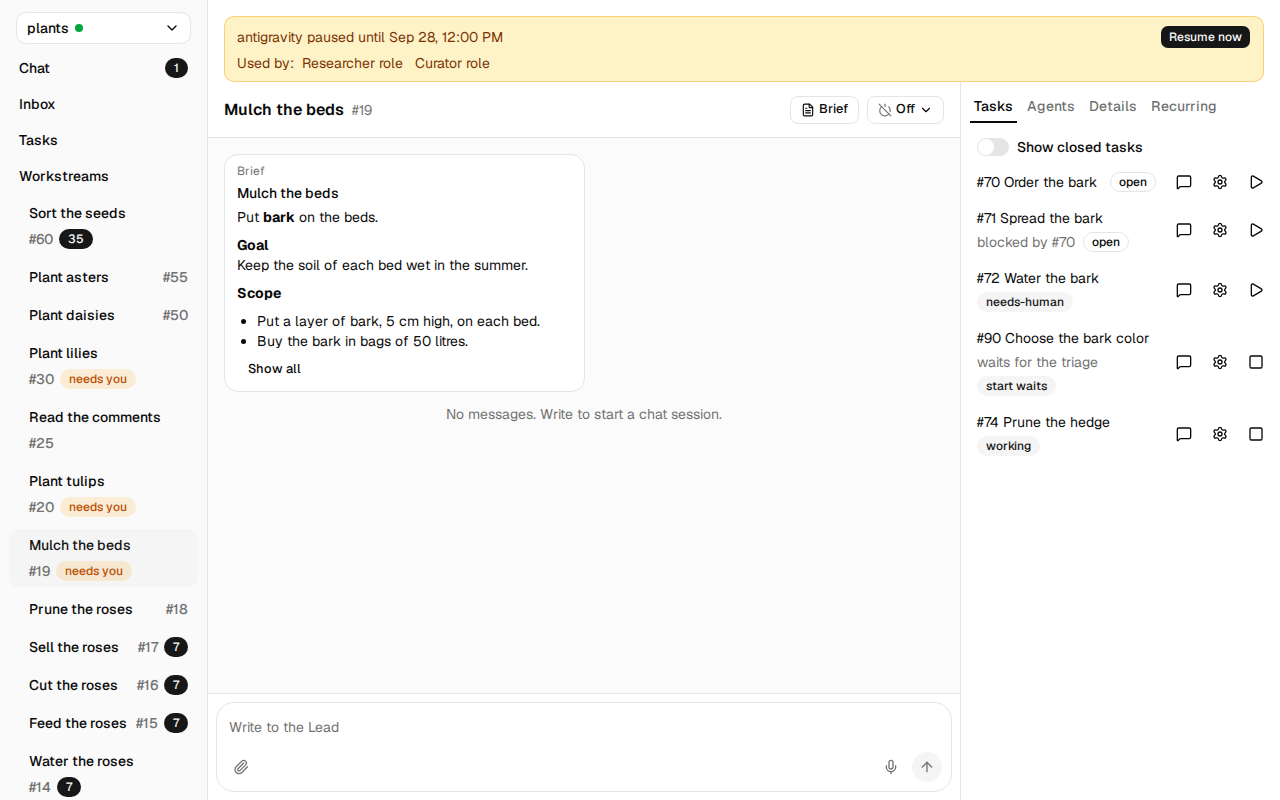 plants
Chat 1
Inbox
Tasks
Workstreams
Sort the seeds
#60 35
Plant asters #55
Plant daisies #50
Plant lilies
#30 needs you
Read the comments
#25
Plant tulips
#20 needs you
Mulch the beds
#19 needs you
Prune the roses #18
Sell the roses #17 7
Cut the roses #16 7
Feed the roses #15 7
Water the roses
#14 7
antigravity paused until Sep 28, 12:00 PM
Resume now
Used by: Researcher role Curator role
Mulch the beds #19
Brief
Off
Brief
Mulch the beds
Put bark on the beds.
Goal
Keep the soil of each bed wet in the summer.
Scope
• Put a layer of bark, 5 cm high, on each bed.
• Buy the bark in bags of 50 litres.
Show all
No messages. Write to start a chat session.
Write to the Lead
Tasks Agents Details Recurring
Show closed tasks
#70 Order the bark open
#71 Spread the bark
blocked by #70 open
#72 Water the bark
needs-human
#90 Choose the bark color
waits for the triage
start waits
#74 Prune the hedge
working